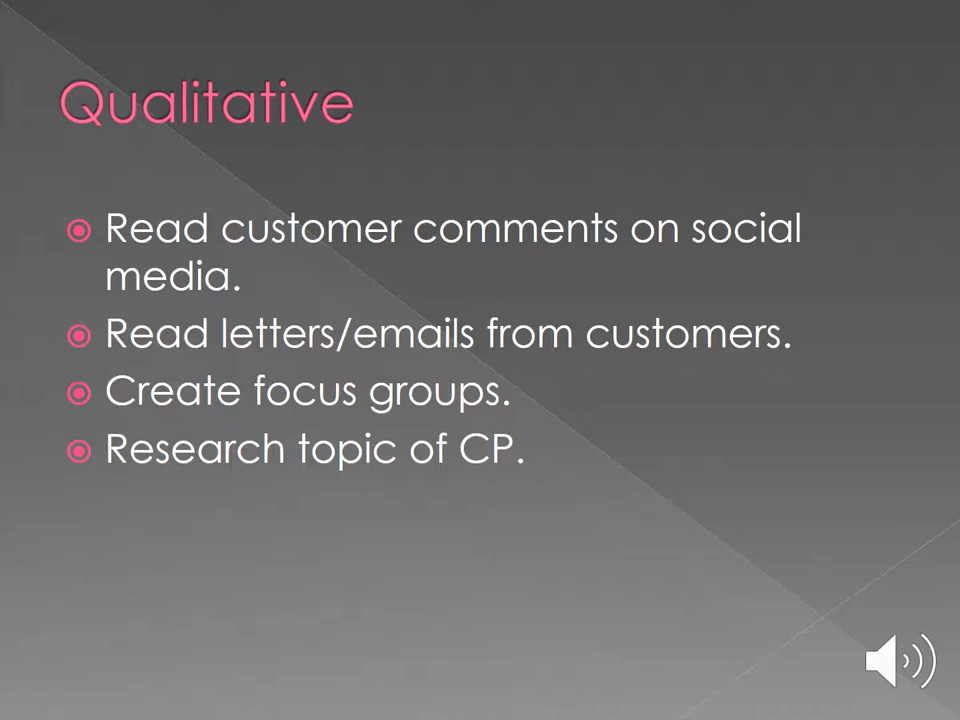 Qualitative
Read customer comments on social
media.
Read letters/emails from customers.
Create focus groups.
Research topic of CP.